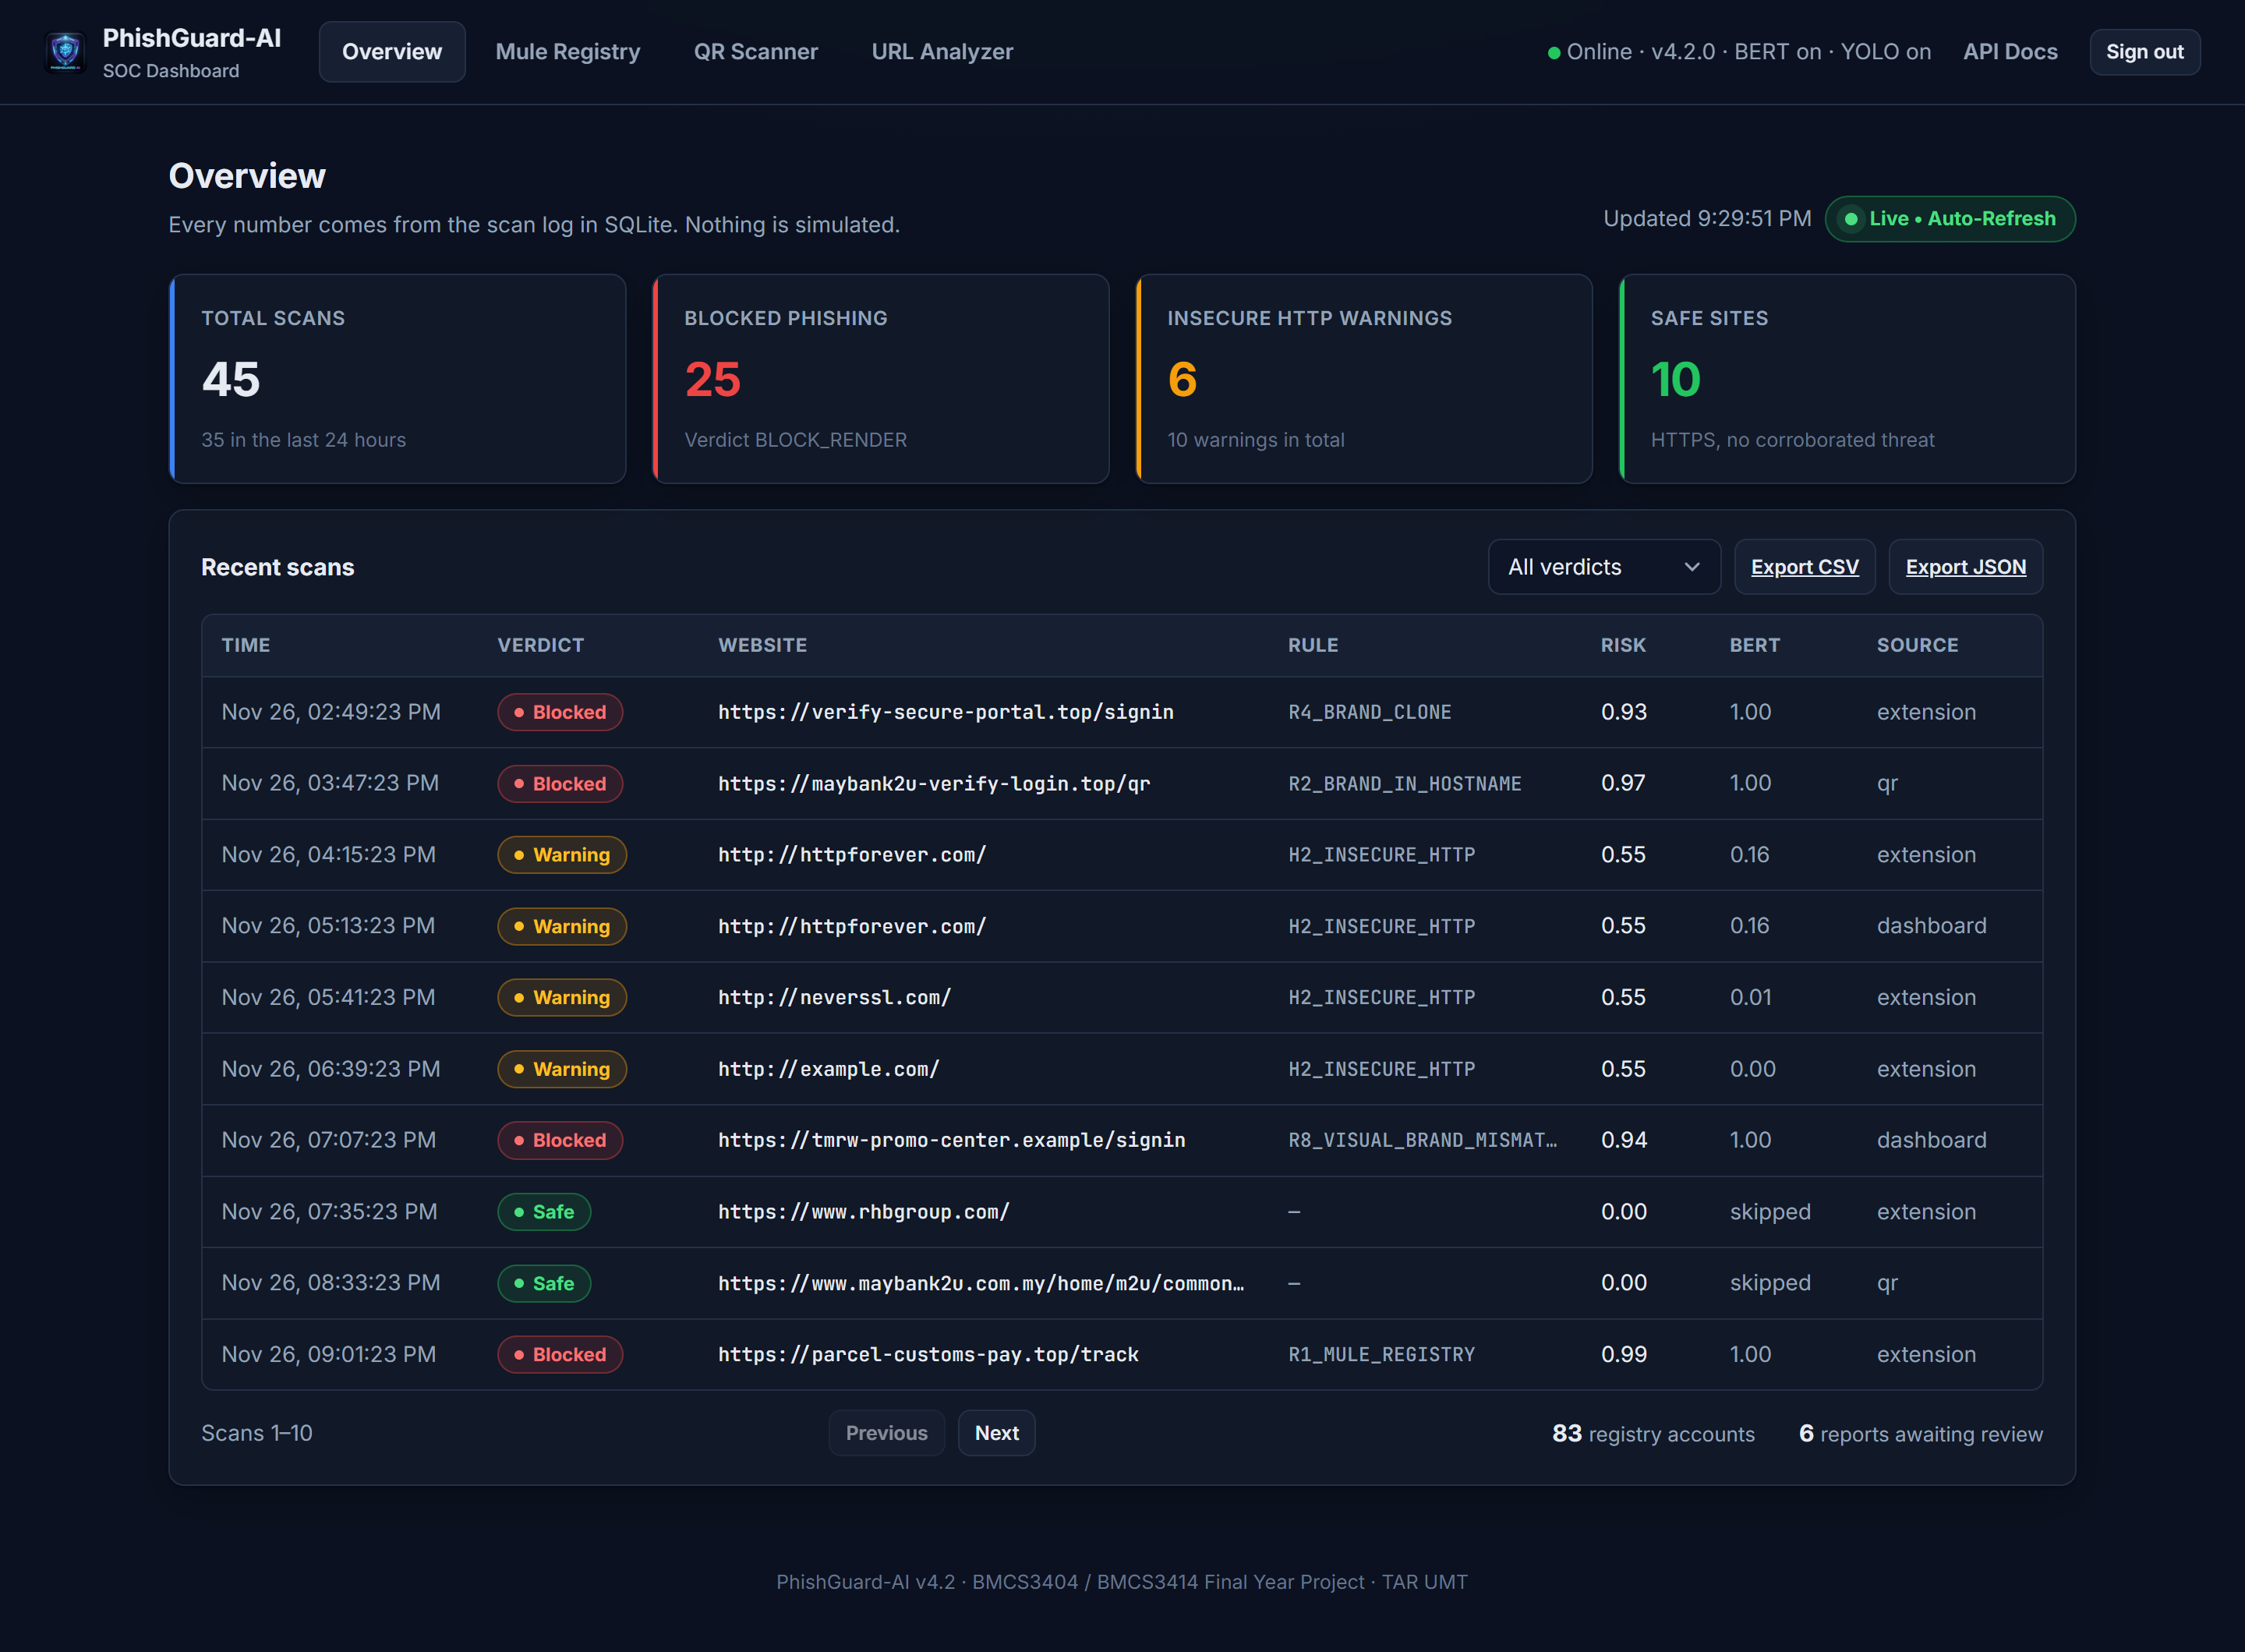 PhishGuard-AI
SOC Dashboard
Overview
Mule Registry
QR Scanner
URL Analyzer
Online · v4.2.0 · BERT on · YOLO on
API Docs
Sign out
Overview
Every number comes from the scan log in SQLite. Nothing is simulated.
Updated 9:29:51 PM
Live • Auto-Refresh
TOTAL SCANS
45
35 in the last 24 hours
BLOCKED PHISHING
25
Verdict BLOCK_RENDER
INSECURE HTTP WARNINGS
6
10 warnings in total
SAFE SITES
10
HTTPS, no corroborated threat
Recent scans
All verdicts
Export CSV
Export JSON
TIME VERDICT WEBSITE RULE RISK BERT SOURCE
Nov 26, 02:49:23 PM Blocked https://verify-secure-portal.top/signin R4_BRAND_CLONE 0.93 1.00 extension
Nov 26, 03:47:23 PM Blocked https://maybank2u-verify-login.top/qr R2_BRAND_IN_HOSTNAME 0.97 1.00 qr
Nov 26, 04:15:23 PM Warning http://httpforever.com/ H2_INSECURE_HTTP 0.55 0.16 extension
Nov 26, 05:13:23 PM Warning http://httpforever.com/ H2_INSECURE_HTTP 0.55 0.16 dashboard
Nov 26, 05:41:23 PM Warning http://neverssl.com/ H2_INSECURE_HTTP 0.55 0.01 extension
Nov 26, 06:39:23 PM Warning http://example.com/ H2_INSECURE_HTTP 0.55 0.00 extension
Nov 26, 07:07:23 PM Blocked https://tmrw-promo-center.example/signin R8_VISUAL_BRAND_MISMAT… 0.94 1.00 dashboard
Nov 26, 07:35:23 PM Safe https://www.rhbgroup.com/ – 0.00 skipped extension
Nov 26, 08:33:23 PM Safe https://www.maybank2u.com.my/home/m2u/common… – 0.00 skipped qr
Nov 26, 09:01:23 PM Blocked https://parcel-customs-pay.top/track R1_MULE_REGISTRY 0.99 1.00 extension
Scans 1–10
Previous
Next
83 registry accounts
6 reports awaiting review
PhishGuard-AI v4.2 · BMCS3404 / BMCS3414 Final Year Project · TAR UMT